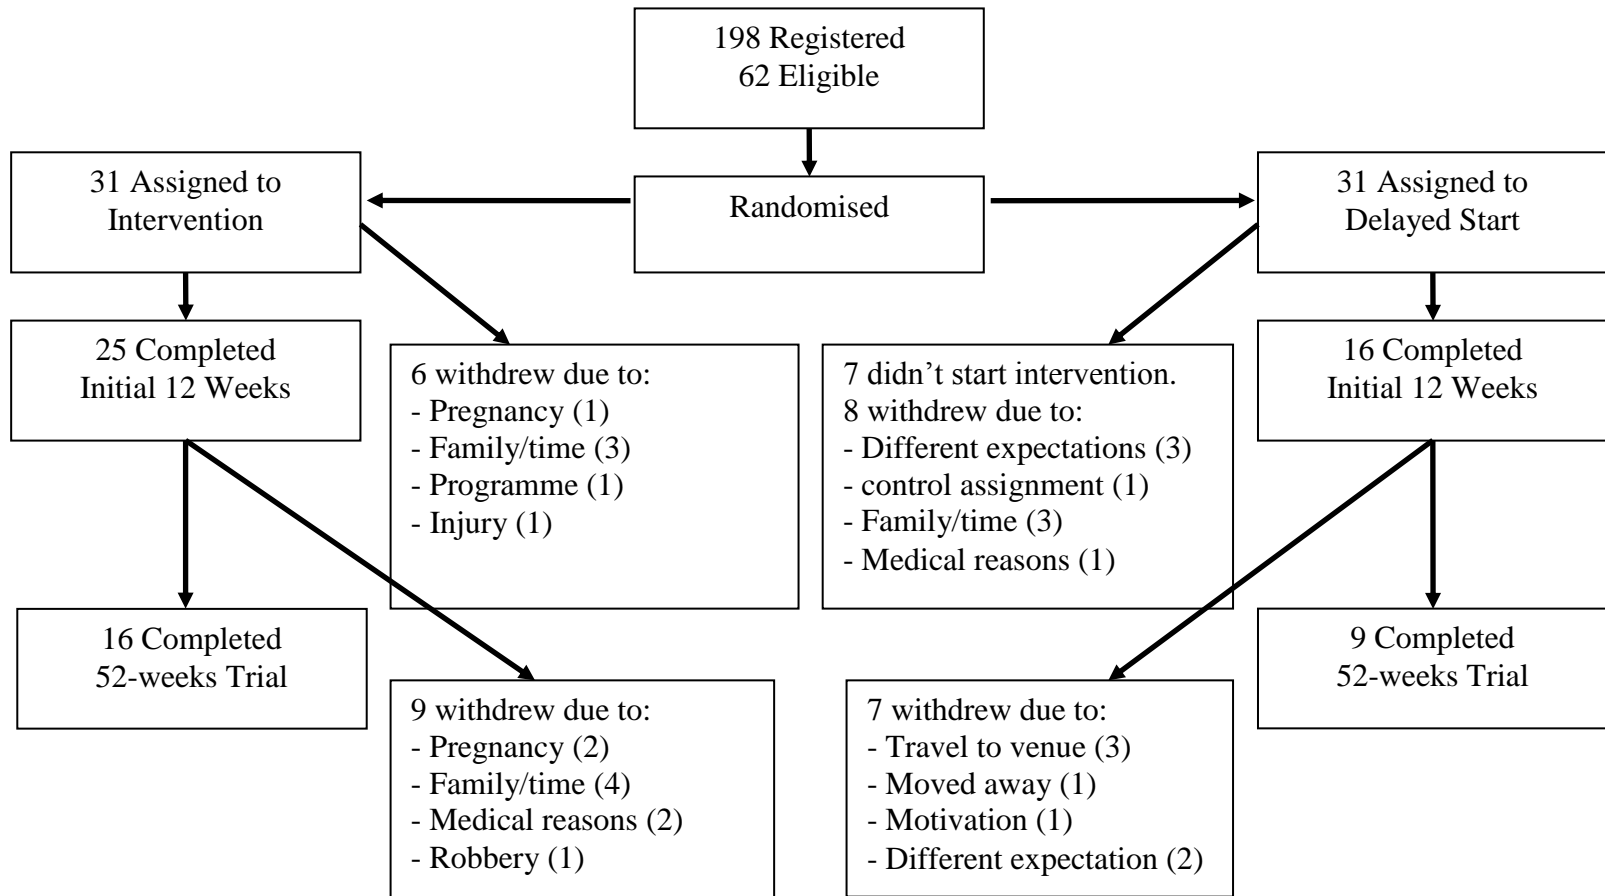 198 Registered
62 Eligible
31 Assigned to
Intervention
Randomised
31 Assigned to
Delayed Start
25 Completed
Initial 12 Weeks
6 withdrew due to:
- Pregnancy (1)
- Family/time (3)
- Programme (1)
- Injury (1)
7 didn’t start intervention.
8 withdrew due to:
- Different expectations (3)
- control assignment (1)
- Family/time (3)
- Medical reasons (1)
16 Completed
Initial 12 Weeks
16 Completed
52-weeks Trial
9 withdrew due to:
- Pregnancy (2)
- Family/time (4)
- Medical reasons (2)
- Robbery (1)
7 withdrew due to:
- Travel to venue (3)
- Moved away (1)
- Motivation (1)
- Different expectation (2)
9 Completed
52-weeks Trial